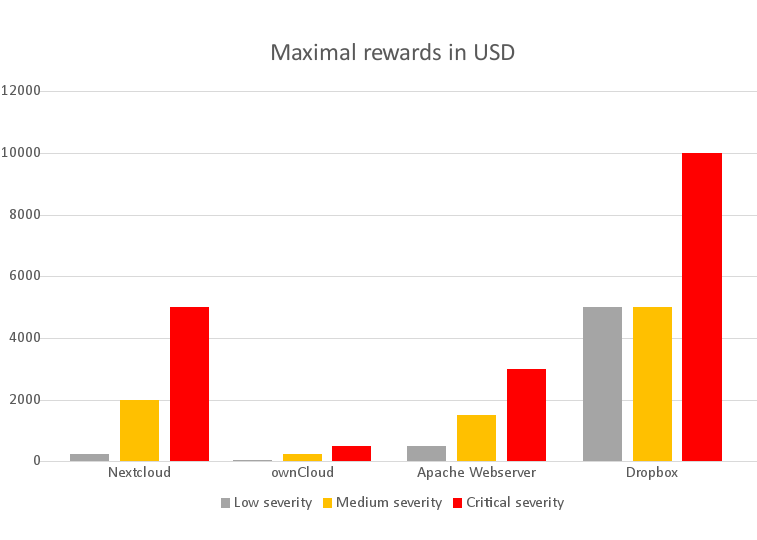 Maximal rewards in USD
12000
10000
8000
6000
4000
2000
0
Nextcloud ownCloud Apache Webserver Dropbox
Low severity Medium severity Critical severity